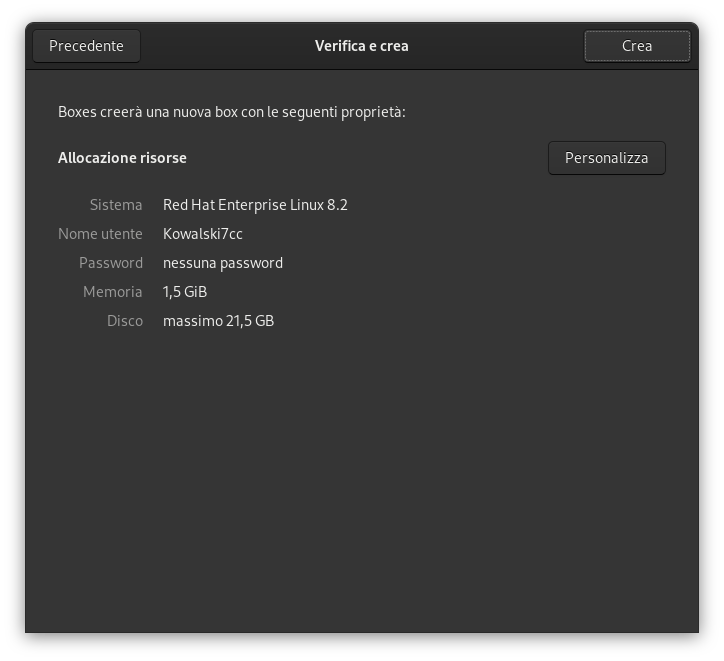 Precedente
Verifica e crea
Crea
Boxes creerà una nuova box con le seguenti proprietà:
Allocazione risorse
Personalizza
Sistema Red Hat Enterprise Linux 8.2
Nome utente Kowalski7cc
Password nessuna password
Memoria 1,5 GiB
Disco massimo 21,5 GB